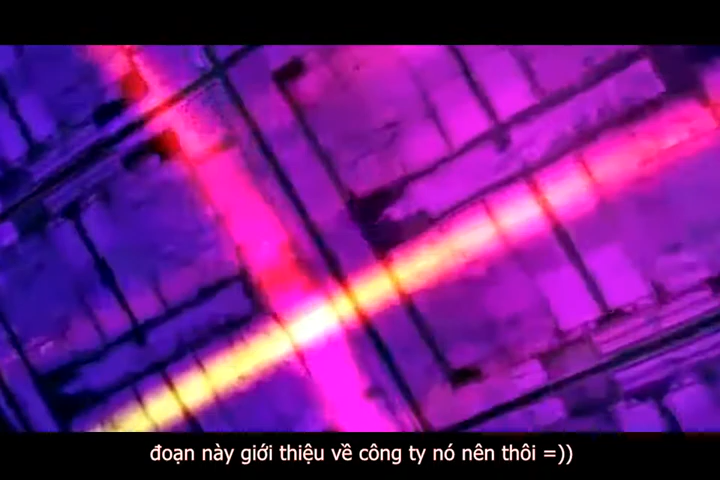 đoạn này giới thiệu về công ty nó nên thôi =))